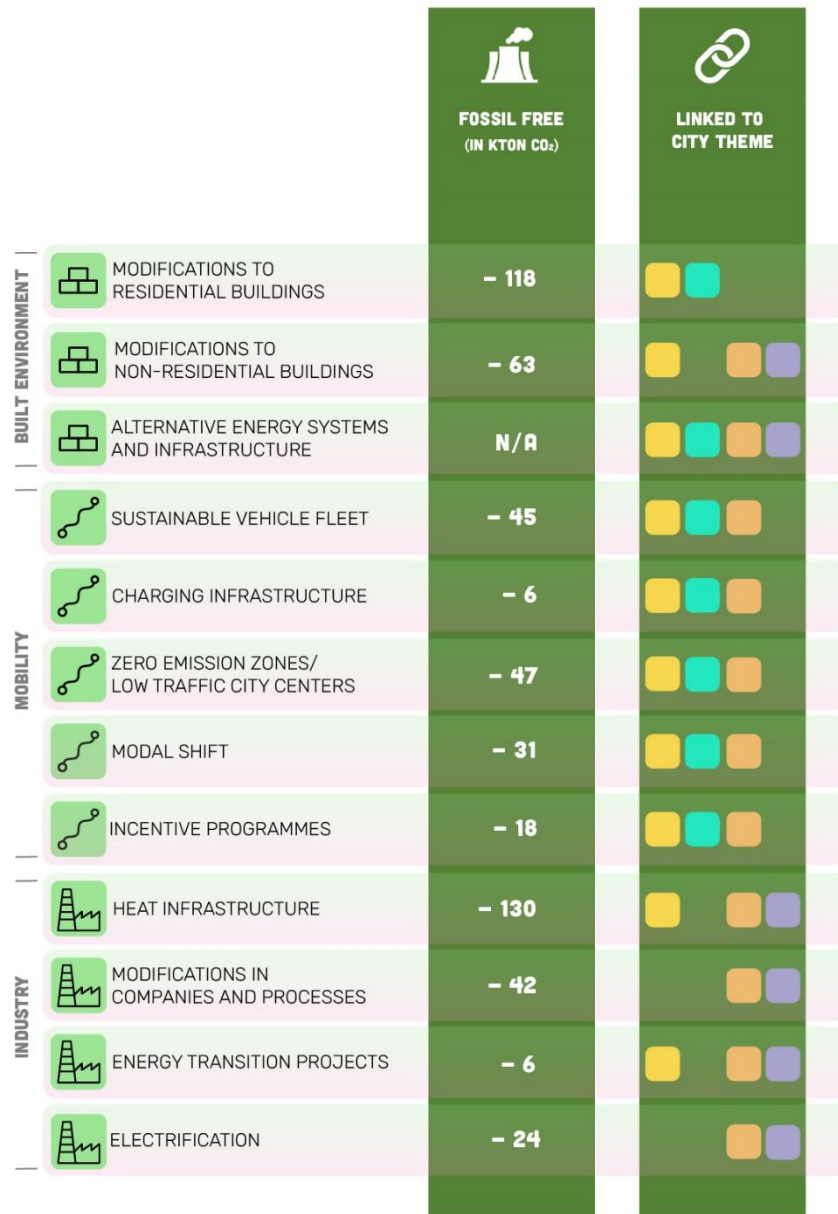 FOSSIL FREE
(IN KTON CO₂)
LINKED TO
CITY THEME
BUILT ENVIRONMENT
MODIFICATIONS TO
RESIDENTIAL BUILDINGS
- 118
MODIFICATIONS TO
NON-RESIDENTIAL BUILDINGS
- 63
ALTERNATIVE ENERGY SYSTEMS
AND INFRASTRUCTURE
N/A
MOBILITY
SUSTAINABLE VEHICLE FLEET
- 45
CHARGING INFRASTRUCTURE
- 6
ZERO EMISSION ZONES/
LOW TRAFFIC CITY CENTERS
- 47
MODAL SHIFT
- 31
INCENTIVE PROGRAMMES
- 18
INDUSTRY
HEAT INFRASTRUCTURE
- 130
MODIFICATIONS IN
COMPANIES AND PROCESSES
- 42
ENERGY TRANSITION PROJECTS
- 6
ELECTRIFICATION
- 24